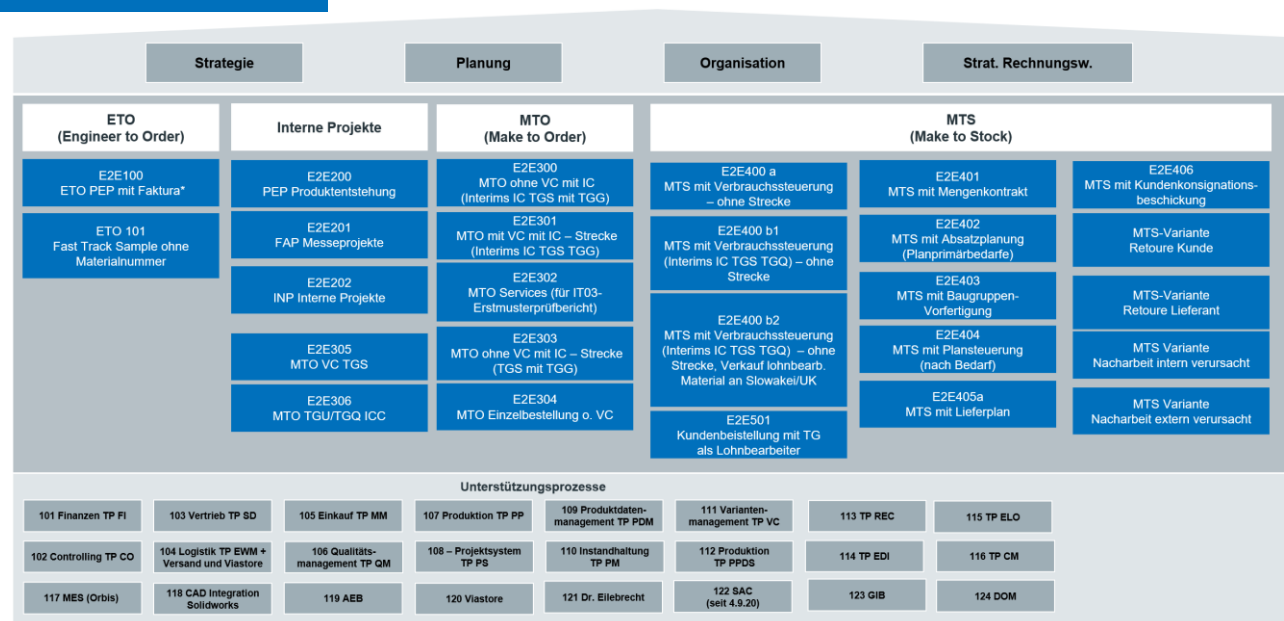 Strategie
Planung
Organisation
Strat. Rechnungsw.
ETO
(Engineer to Order)
Interne Projekte
MTO
(Make to Order)
MTS
(Make to Stock)
E2E100
ETO PEP mit Faktura*
ETO 101
Fast Track Sample ohne
Materialnummer
E2E200
PEP Produktentstehung
E2E201
FAP Messeprojekte
E2E202
INP Interne Projekte
E2E305
MTO VC TGS
E2E306
MTO TGU/TGQ ICC
E2E300
MTO ohne VC mit IC
(Interims IC TGS mit TGG)
E2E301
MTO mit VC mit IC – Strecke
(Interims IC TGS TGG)
E2E302
MTO Services (für IT03-
Erstmusterprüfbericht)
E2E303
MTO ohne VC mit IC – Strecke
(TGS mit TGG)
E2E304
MTO Einzelbestellung o. VC
E2E400 a
MTS mit Verbrauchssteuerung
– ohne Strecke
E2E400 b1
MTS mit Verbrauchssteuerung
(Interims IC TGS TGQ) – ohne
Strecke
E2E400 b2
MTS mit Verbrauchssteuerung
(Interims IC TGS TGQ) – ohne
Strecke, Verkauf lohnbearb.
Material an Slowakei/UK
E2E501
Kundenbeistellung mit TG
als Lohnbearbeiter
E2E401
MTS mit Mengenkontrakt
E2E402
MTS mit Absatzplanung
(Planprimärbedarfe)
E2E403
MTS mit Baugruppen-
Vorfertigung
E2E404
MTS mit Plansteuerung
(nach Bedarf)
E2E405a
MTS mit Lieferplan
E2E406
MTS mit Kundenkonsignations-
beschickung
MTS-Variante
Retoure Kunde
MTS-Variante
Retoure Lieferant
MTS Variante
Nacharbeit intern verursacht
MTS Variante
Nacharbeit extern verursacht
Unterstützungsprozesse
101 Finanzen TP FI
103 Vertrieb TP SD
105 Einkauf TP MM
107 Produktion TP PP
109 Produktdaten-
management TP PDM
111 Varianten-
management TP VC
113 TP REC
115 TP ELO
102 Controlling TP CO
104 Logistik TP EWM +
Versand und Viastore
106 Qualitäts-
management TP QM
108 – Projektsystem
TP PS
110 Instandhaltung
TP PM
112 Produktion
TP PPDS
114 TP EDI
116 TP CM
117 MES (Orbis)
118 CAD Integration
Solidworks
119 AEB
120 Viastore
121 Dr. Eilebrecht
122 SAC
(seit 4.9.20)
123 GIB
124 DOM